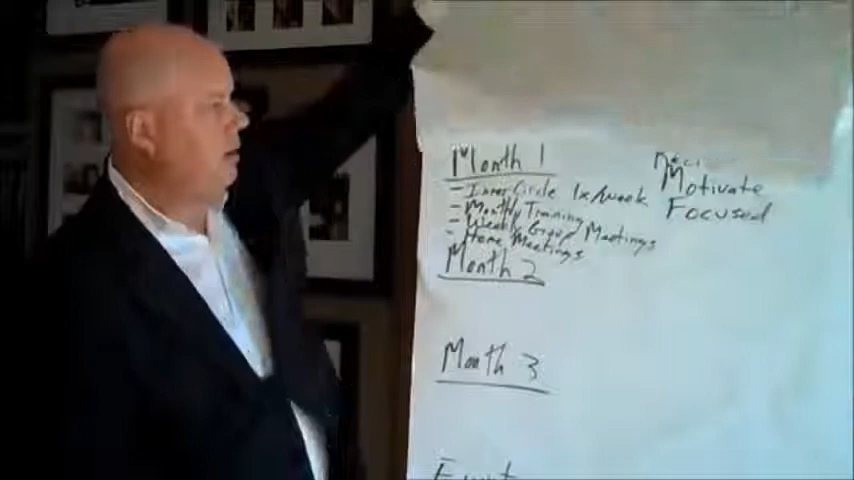 Month 1
- Inner Circle 1x/week
- Monthly Training
- Weekly Group Meetings
- Home Meetings
Month 2
Month 3
Event
Motivate
Focused